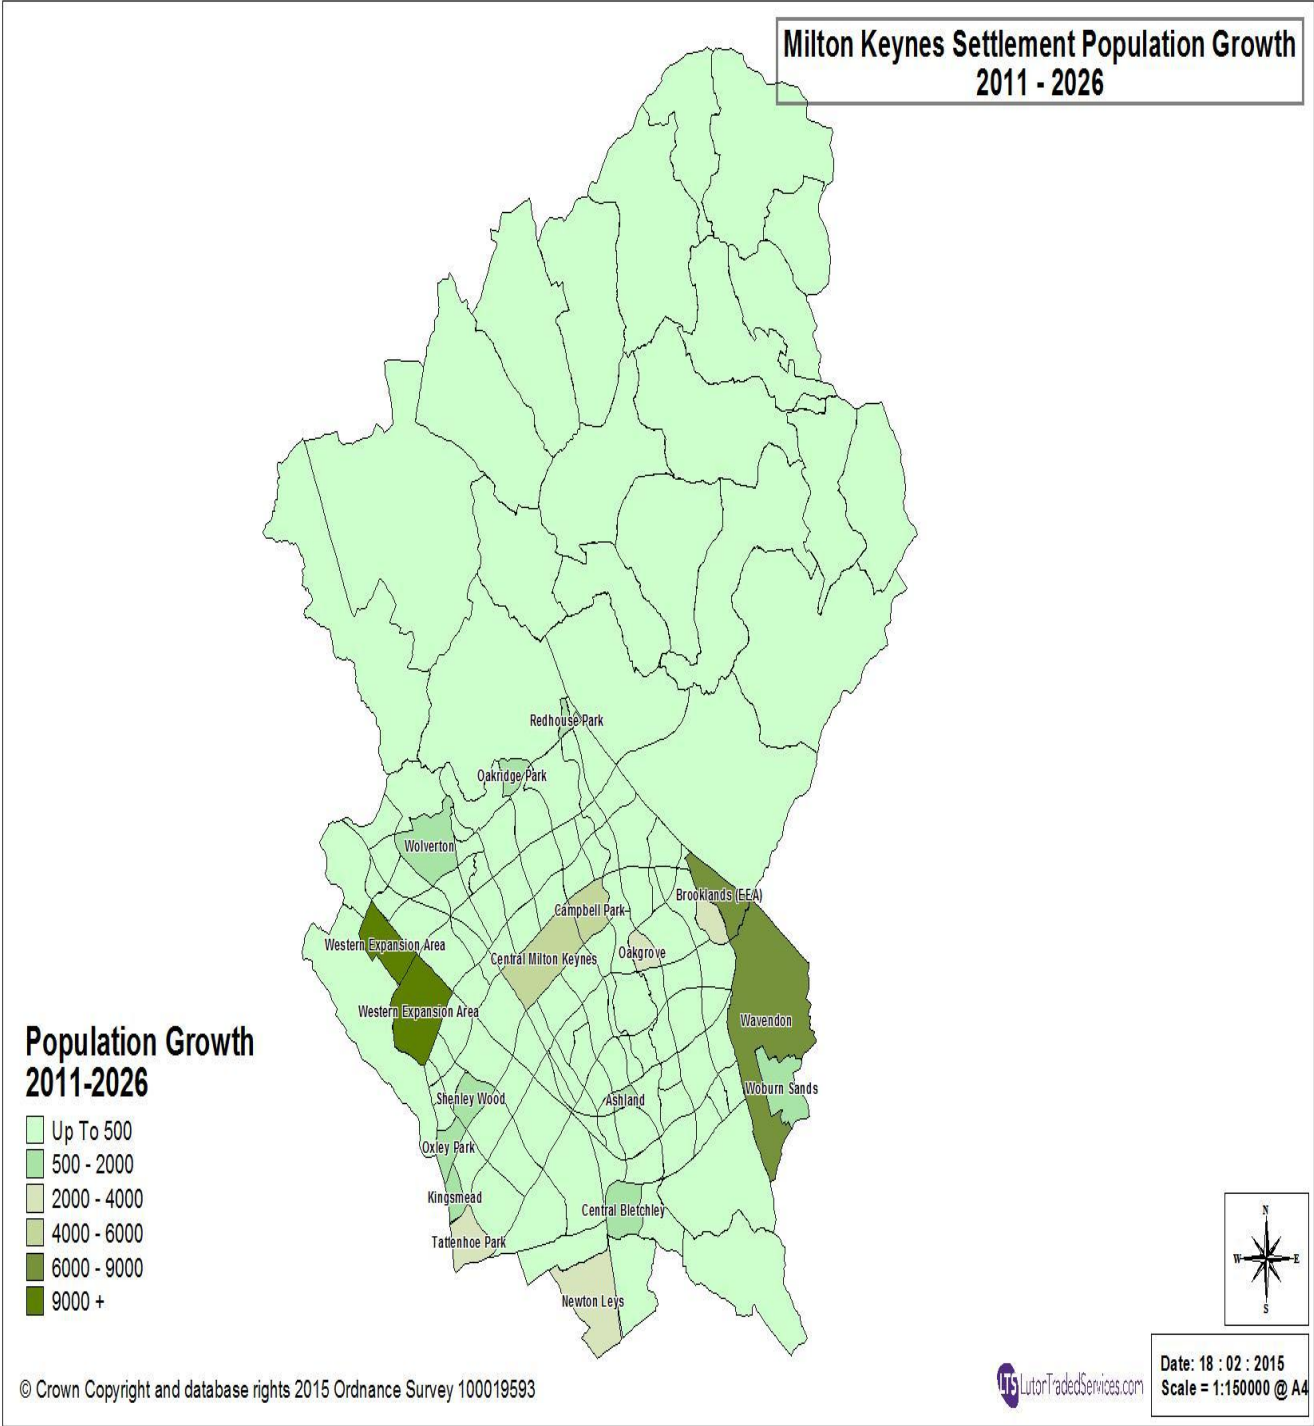 Milton Keynes Settlement Population Growth
2011 - 2026
Redhouse Park
Oakridge Park
Wolverton
Brooklands (EEA)
Campbell Park
Western Expansion Area
Oakgrove
Central Milton Keynes
Western Expansion Area
Wavendon
Woburn Sands
Shenley Wood
Ashland
Oxley Park
Kingsmead
Central Bletchley
Tattenhoe Park
Newton Leys
Population Growth
2011-2026
Up To 500
500 - 2000
2000 - 4000
4000 - 6000
6000 - 9000
9000 +
N
W
E
S
© Crown Copyright and database rights 2015 Ordnance Survey 100019593
LTS LutonTradedServices.com
Date: 18 : 02 : 2015
Scale = 1:150000 @ A4